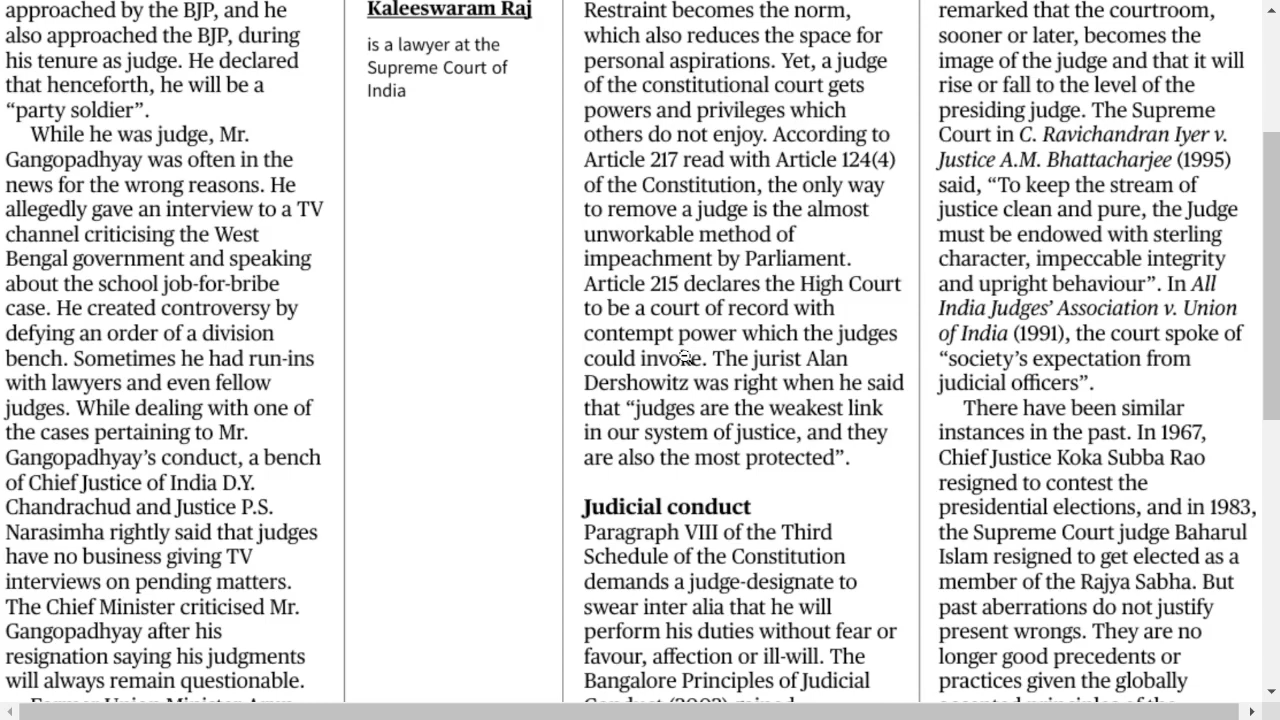 approached by the BJP, and he
also approached the BJP, during
his tenure as judge. He declared
that henceforth, he will be a
“party soldier”.
While he was judge, Mr.
Gangopadhyay was often in the
news for the wrong reasons. He
allegedly gave an interview to a TV
channel criticising the West
Bengal government and speaking
about the school job-for-bribe
case. He created controversy by
defying an order of a division
bench. Sometimes he had run-ins
with lawyers and even fellow
judges. While dealing with one of
the cases pertaining to Mr.
Gangopadhyay’s conduct, a bench
of Chief Justice of India D.Y.
Chandrachud and Justice P.S.
Narasimha rightly said that judges
have no business giving TV
interviews on pending matters.
The Chief Minister criticised Mr.
Gangopadhyay after his
resignation saying his judgments
will always remain questionable.
Kaleeswaram Raj
is a lawyer at the
Supreme Court of
India
Restraint becomes the norm,
which also reduces the space for
personal aspirations. Yet, a judge
of the constitutional court gets
powers and privileges which
others do not enjoy. According to
Article 217 read with Article 124(4)
of the Constitution, the only way
to remove a judge is the almost
unworkable method of
impeachment by Parliament.
Article 215 declares the High Court
to be a court of record with
contempt power which the judges
could invoke. The jurist Alan
Dershowitz was right when he said
that “judges are the weakest link
in our system of justice, and they
are also the most protected”.
Judicial conduct
Paragraph VIII of the Third
Schedule of the Constitution
demands a judge-designate to
swear inter alia that he will
perform his duties without fear or
favour, affection or ill-will. The
Bangalore Principles of Judicial
remarked that the courtroom,
sooner or later, becomes the
image of the judge and that it will
rise or fall to the level of the
presiding judge. The Supreme
Court in C. Ravichandran Iyer v.
Justice A.M. Bhattacharjee (1995)
said, “To keep the stream of
justice clean and pure, the Judge
must be endowed with sterling
character, impeccable integrity
and upright behaviour”. In All
India Judges’ Association v. Union
of India (1991), the court spoke of
“society’s expectation from
judicial officers”.
There have been similar
instances in the past. In 1967,
Chief Justice Koka Subba Rao
resigned to contest the
presidential elections, and in 1983,
the Supreme Court judge Baharul
Islam resigned to get elected as a
member of the Rajya Sabha. But
past aberrations do not justify
present wrongs. They are no
longer good precedents or
practices given the globally